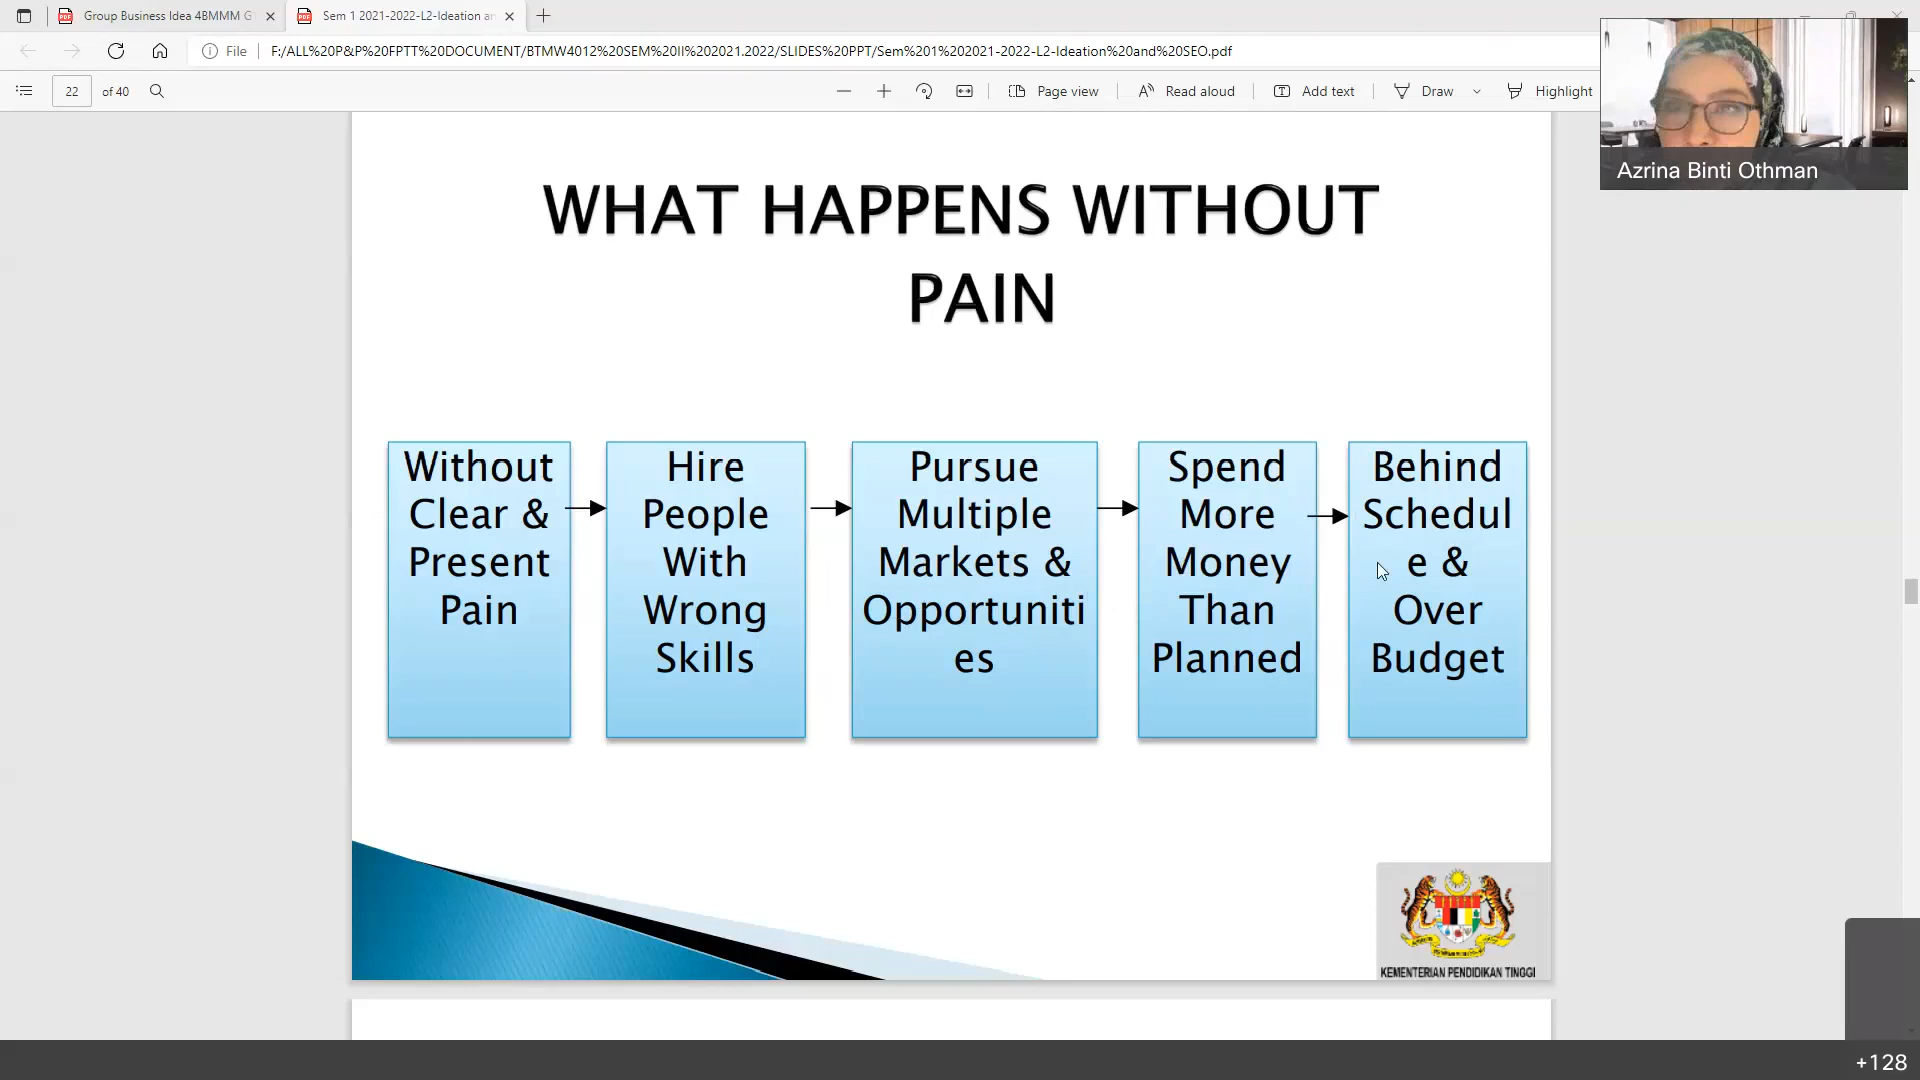 Group Business Idea 4BMMM G
Sem 1 2021-2022-L2-Ideation an
File
F:/ALL%20P&P%20FPTT%20DOCUMENT/BTMW4012%20SEM%20II%202021.2022/SLIDES%20PPT/Sem%201%202021-2022-L2-Ideation%20and%20SEO.pdf
22 of 40
Page view
Read aloud
Add text
Draw
Highlight
Azrina Binti Othman
WHAT HAPPENS WITHOUT
PAIN
Without
Clear &
Present
Pain
Hire
People
With
Wrong
Skills
Pursue
Multiple
Markets &
Opportuniti
es
Spend
More
Money
Than
Planned
Behind
Schedul
e &
Over
Budget
KEMENTERIAN PENDIDIKAN TINGGI
+128